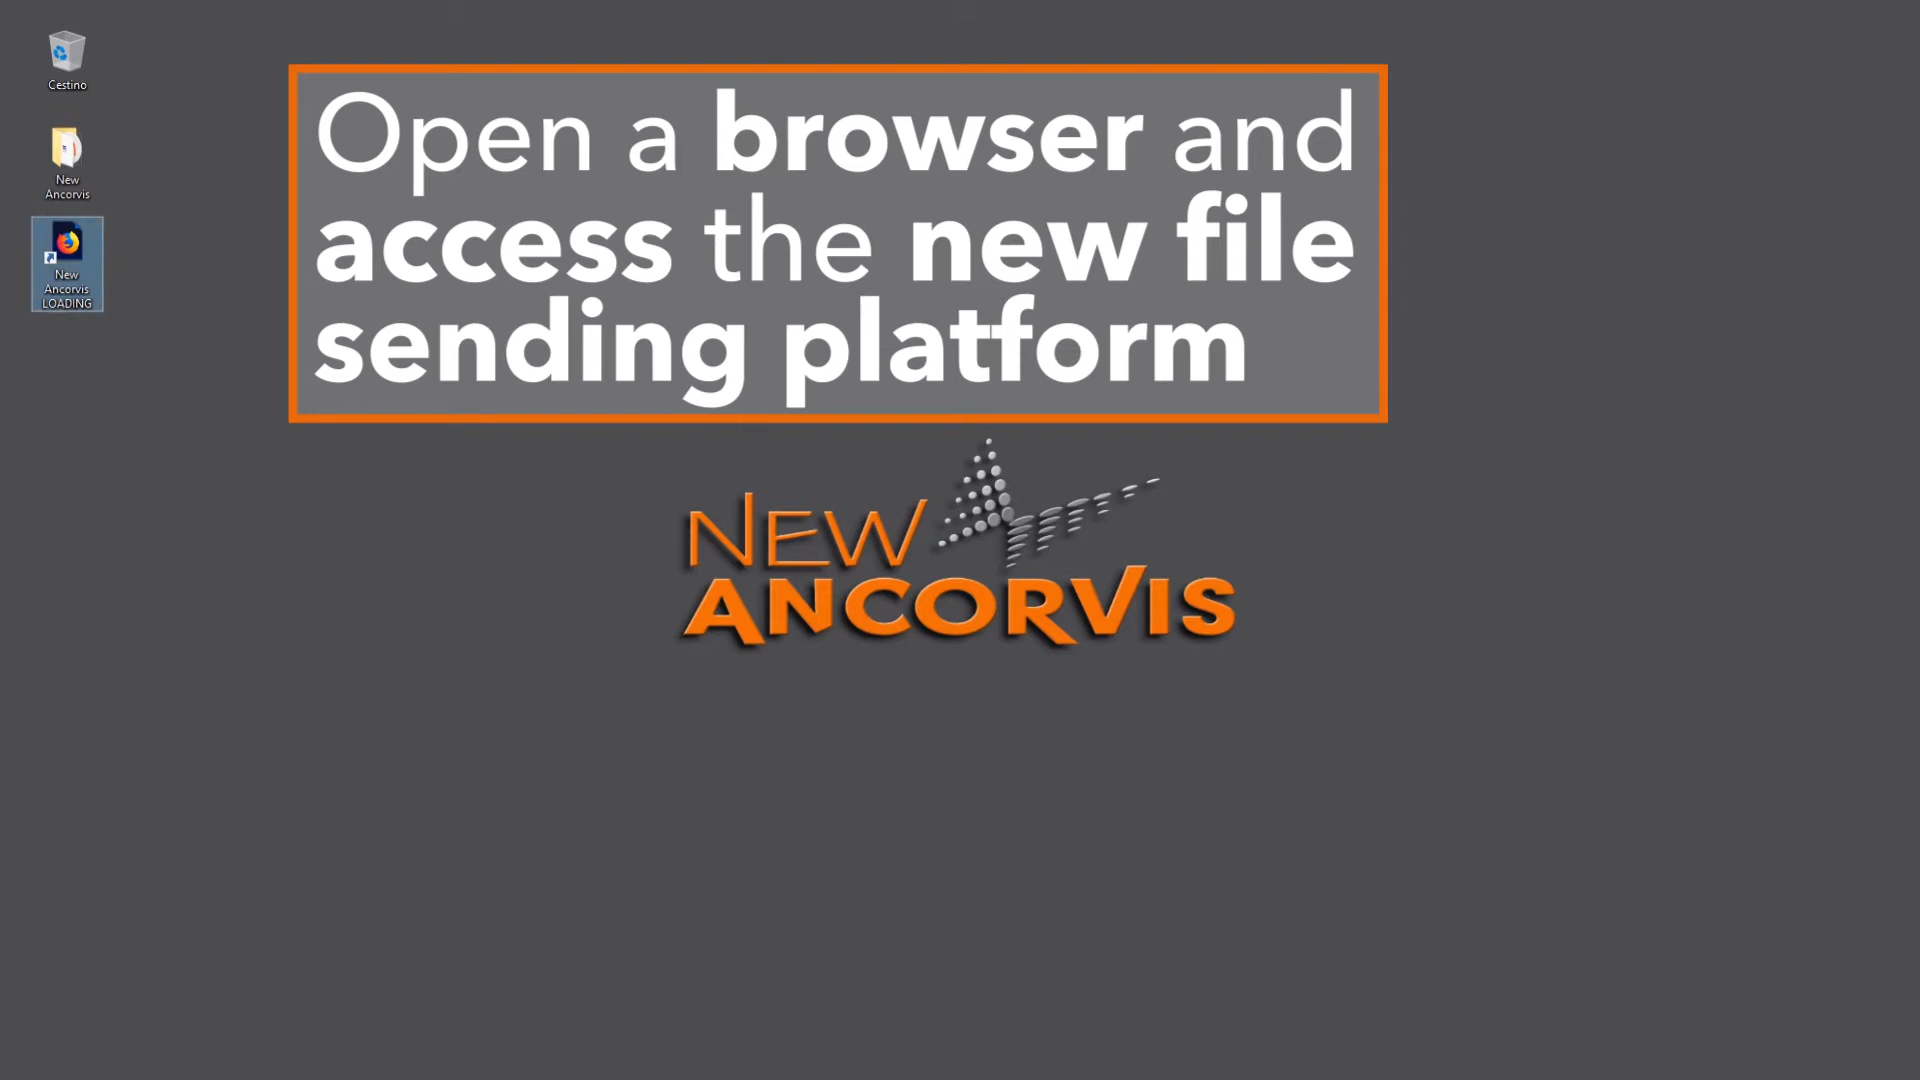 Cestino
New
Ancorvis
New
Ancorvis
LOADING
Open a browser and
access the new file
sending platform
NEW
ANCORVIS